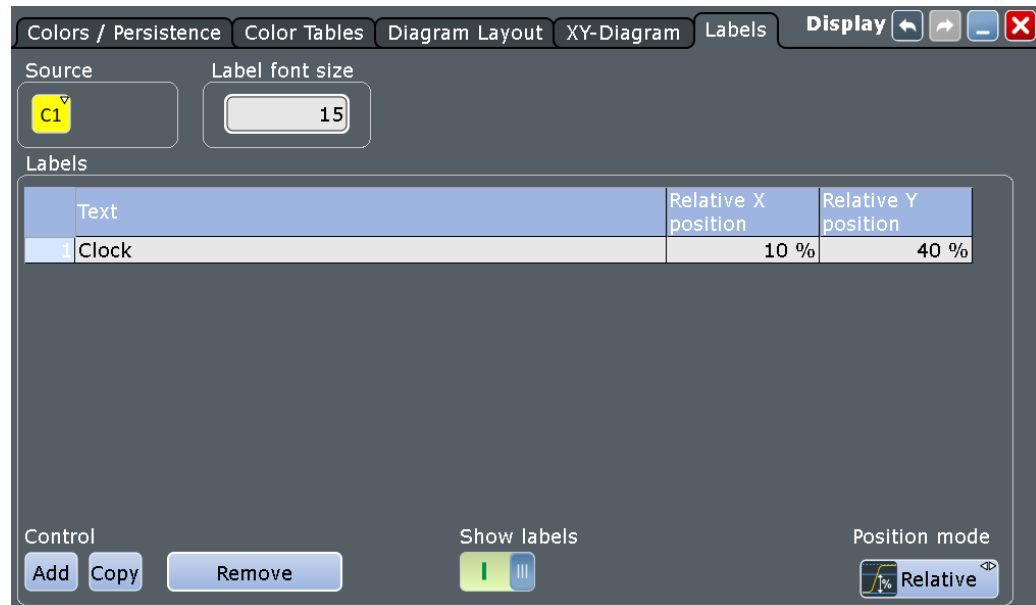 Colors / Persistence Color Tables Diagram Layout XY-Diagram Labels Display
Source Label font size
C1 15
Labels
Text Relative X position Relative Y position
1 Clock 10 % 40 %
Control Show labels Position mode
Add Copy Remove I % Relative